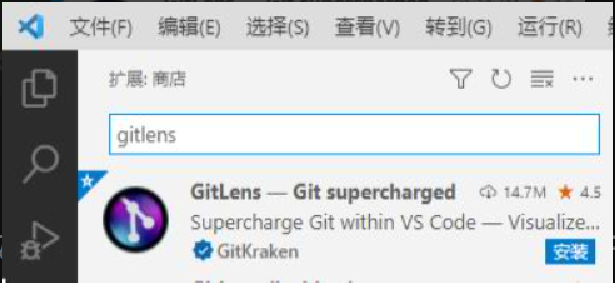 文件(F) 编辑(E) 选择(S) 查看(V) 转到(G) 运行(R)
扩展: 商店
gitlens
GitLens — Git supercharged 14.7M ★ 4.5
Supercharge Git within VS Code — Visualize...
GitKraken 安装